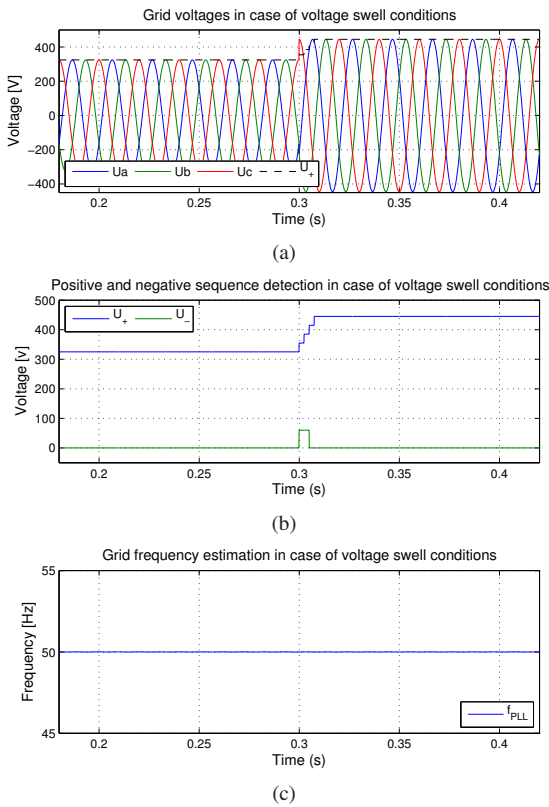 Grid voltages in case of voltage swell conditions
Voltage [V]
400
200
0
−200
−400
Ua Ub Uc U+
0.2 0.25 0.3 0.35 0.4
Time (s)
(a)
Positive and negative sequence detection in case of voltage swell conditions
Voltage [v]
500
400
300
200
100
0
U+ U−
0.2 0.25 0.3 0.35 0.4
Time (s)
(b)
Grid frequency estimation in case of voltage swell conditions
Frequency [Hz]
55
50
45
fPLL
0.2 0.25 0.3 0.35 0.4
Time (s)
(c)